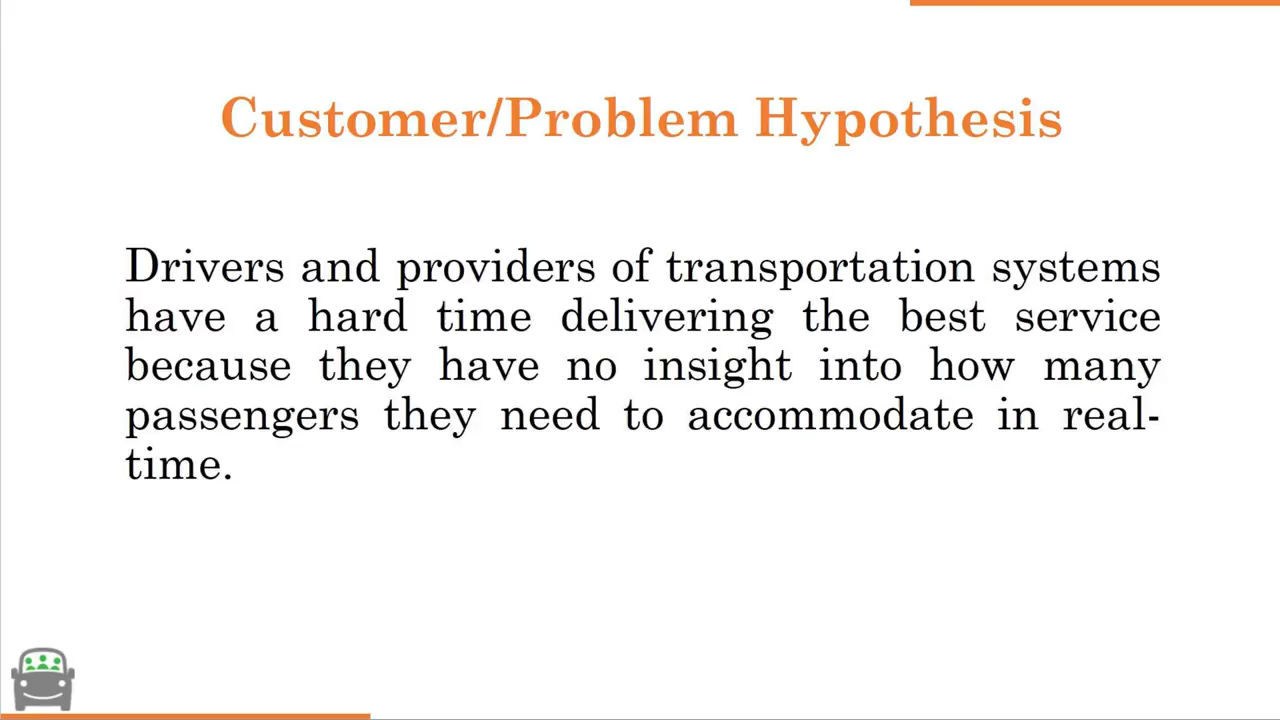 Customer/Problem Hypothesis
Drivers and providers of transportation systems
have a hard time delivering the best service
because they have no insight into how many
passengers they need to accommodate in real-
time.